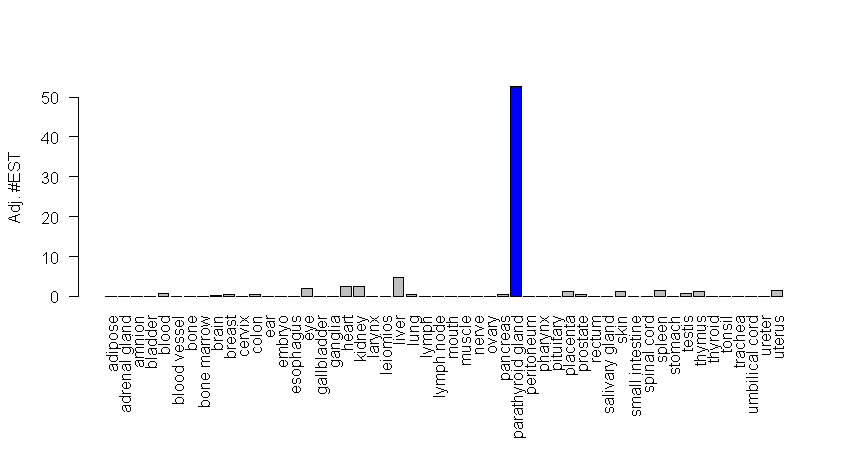 Adj. #EST
50
40
30
20
10
0
adipose
adrenal gland
amnion
bladder
blood
blood vessel
bone
bone marrow
brain
breast
cervix
colon
ear
embryo
esophagus
eye
gallbladder
ganglia
heart
kidney
larynx
leiomios
liver
lung
lymph
lymph node
mouth
muscle
nerve
ovary
pancreas
parathyroid gland
peritoneum
pharynx
pituitary
placenta
prostate
rectum
salivary gland
skin
small intestine
spinal cord
spleen
stomach
testis
thymus
thyroid
tonsil
trachea
umbilical cord
ureter
uterus